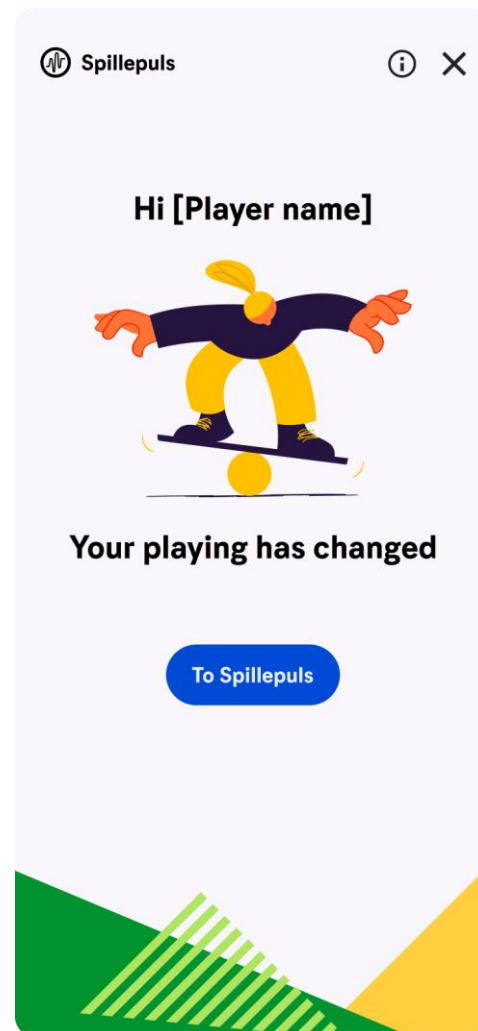 Spillepuls
Hi [Player name]
Your playing has changed
To Spillepuls